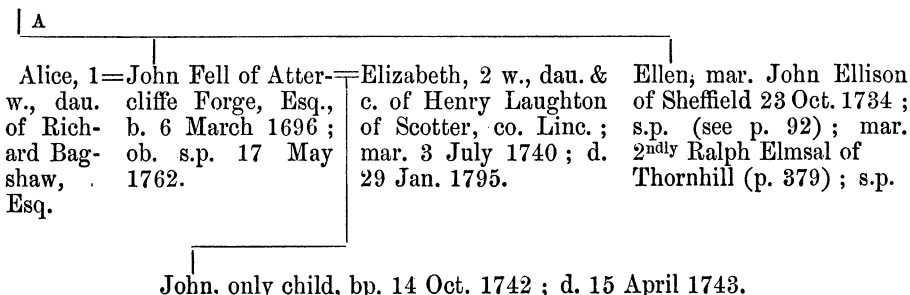 A
Alice, 1
w., dau.
of Rich-
ard Bag-
shaw,
Esq.
=John Fell of Atter-
cliffe Forge, Esq.,
b. 6 March 1696 ;
ob. s.p. 17 May
1762.
=Elizabeth, 2 w., dau. &
c. of Henry Laughton
of Scotter, co. Linc. ;
mar. 3 July 1740 ; d.
29 Jan. 1795.
Ellen, mar. John Ellison
of Sheffield 23 Oct. 1734 ;
s.p. (see p. 92) ; mar.
2ndly Ralph Elmsal of
Thornhill (p. 379) ; s.p.
John, only child, bp. 14 Oct. 1742 ; d. 15 April 1743.